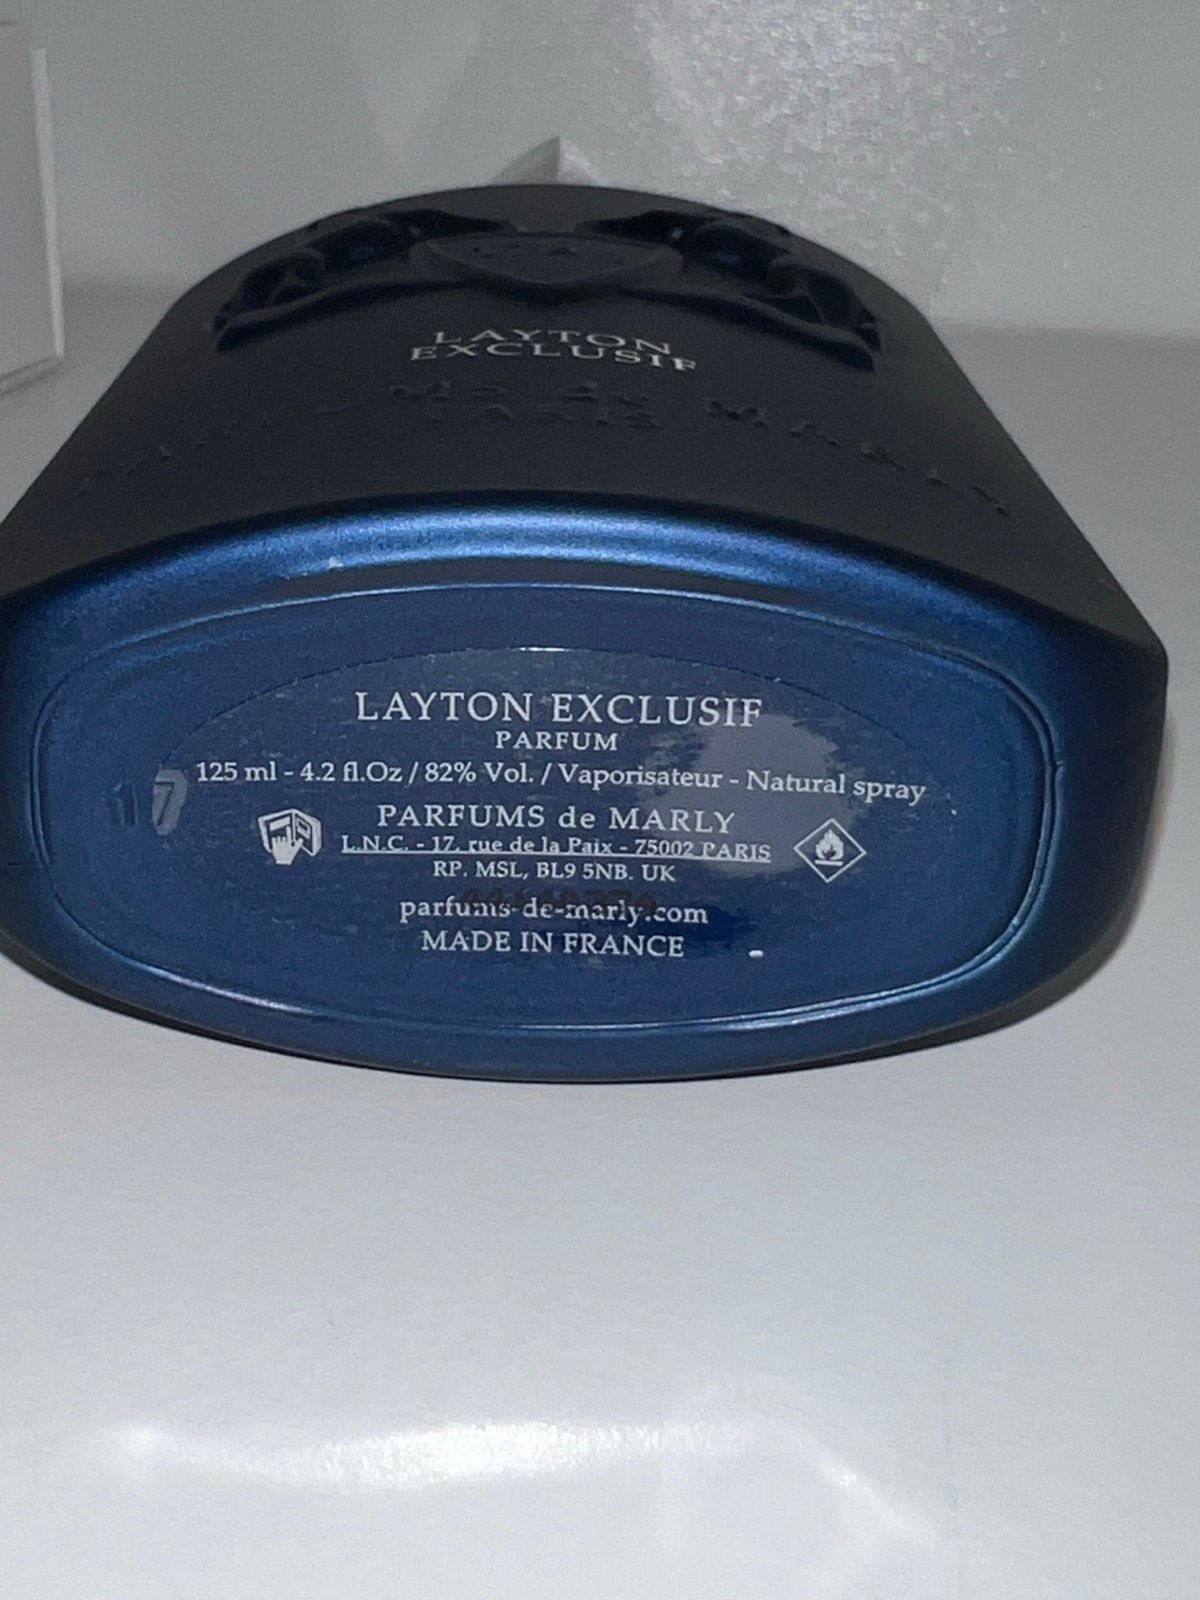 LAYTON
EXCLUSIF
PARIS
LAYTON EXCLUSIF
PARFUM
125 ml - 4.2 fl.Oz / 82% Vol. / Vaporisateur - Natural spray
17
PARFUMS de MARLY
L.N.C. - 17, rue de la Paix - 75002 PARIS
RP. MSL, BL9 5NB. UK
parfums-de-marly.com
MADE IN FRANCE